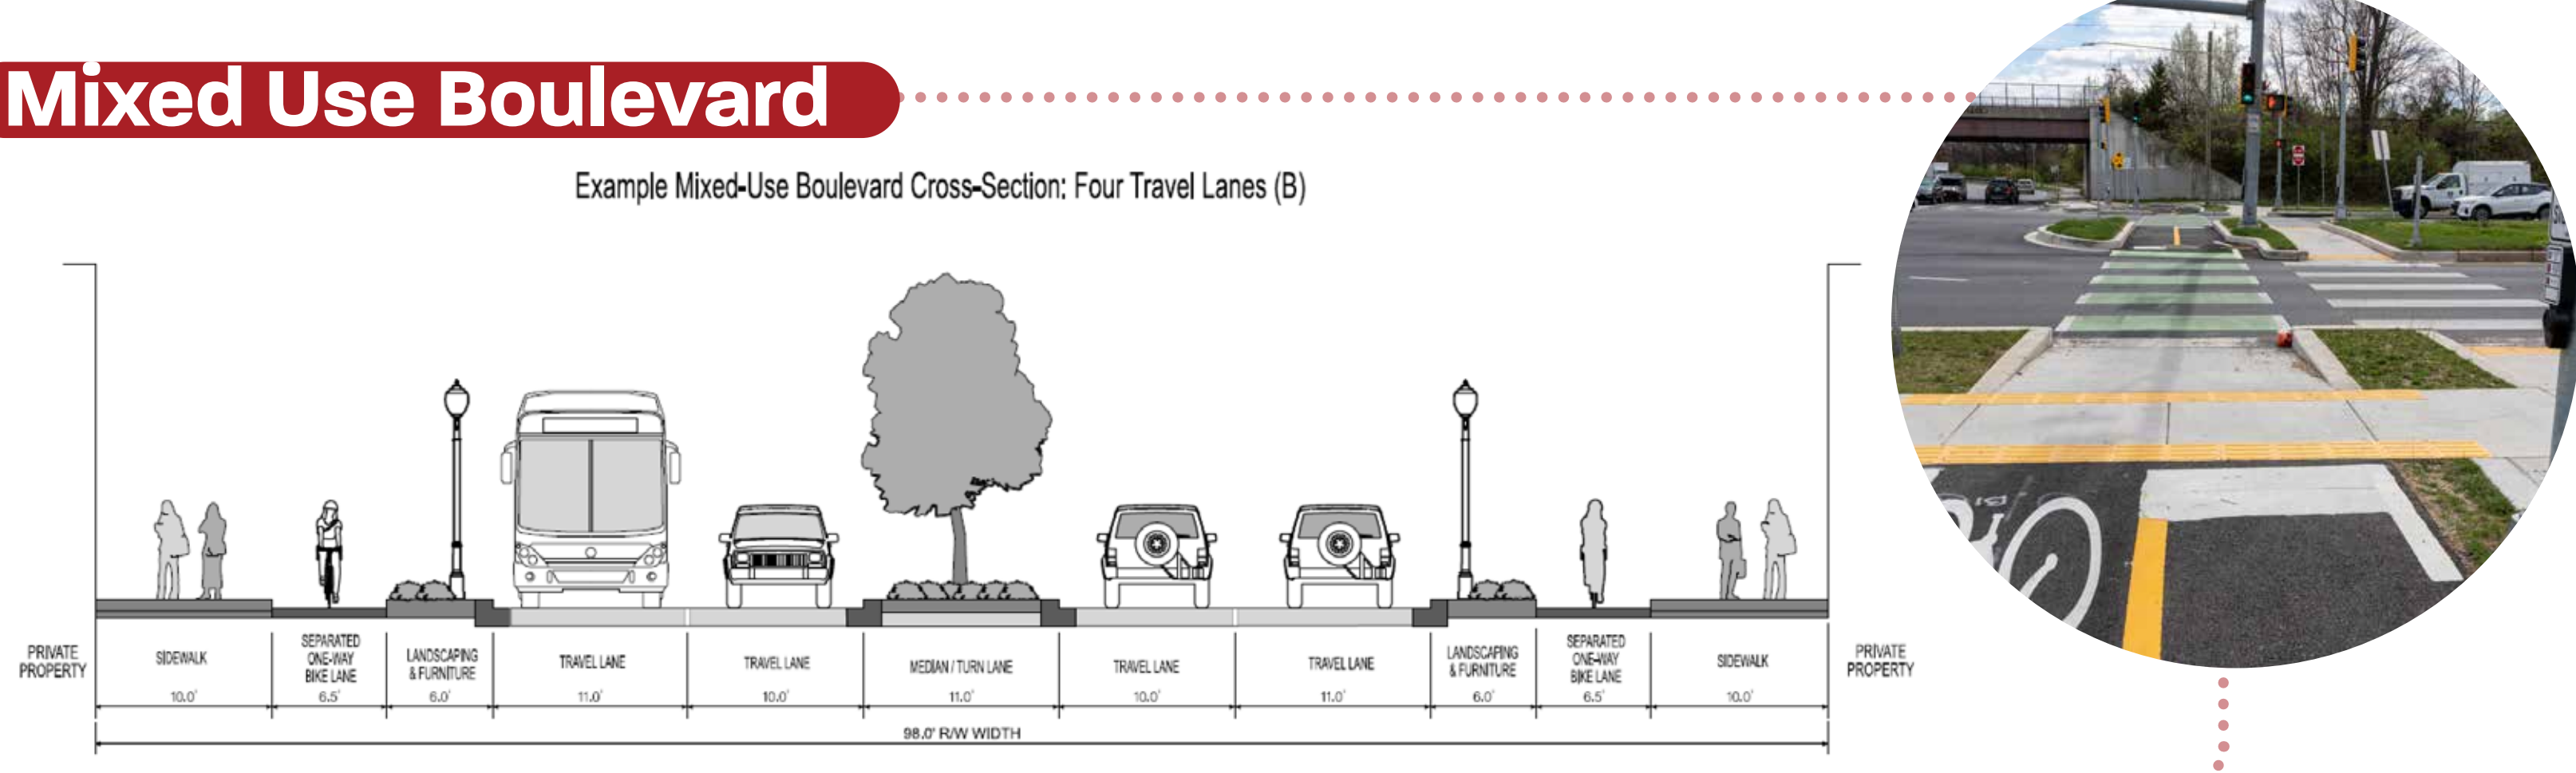 Mixed Use Boulevard
Example Mixed-Use Boulevard Cross-Section: Four Travel Lanes (B)
PRIVATE
PROPERTY
SIDEWALK
10.0'
SEPARATED
ONE-WAY
BIKE LANE
6.5'
LANDSCAPING
& FURNITURE
6.0'
TRAVEL LANE
11.0'
TRAVEL LANE
10.0'
MEDIAN / TURN LANE
11.0'
TRAVEL LANE
10.0'
TRAVEL LANE
11.0'
LANDSCAPING
& FURNITURE
6.0'
SEPARATED
ONE-WAY
BIKE LANE
6.5'
SIDEWALK
10.0'
PRIVATE
PROPERTY
98.0' R/W WIDTH